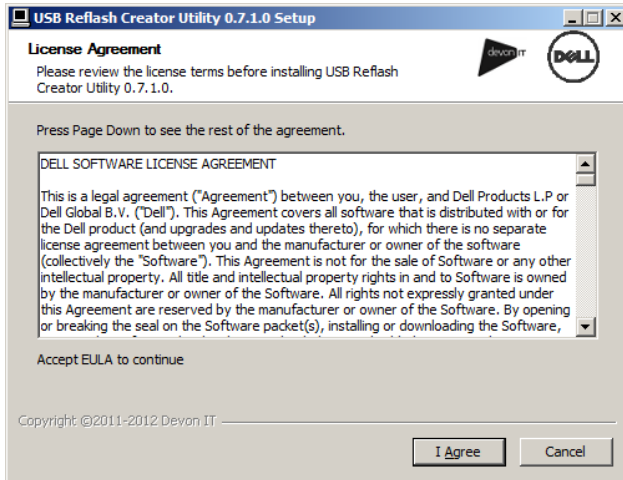 USB Reflash Creator Utility 0.7.1.0 Setup
License Agreement
Please review the license terms before installing USB Reflash
Creator Utility 0.7.1.0.
devon IT
DELL
Press Page Down to see the rest of the agreement.
DELL SOFTWARE LICENSE AGREEMENT
This is a legal agreement ("Agreement") between you, the user, and Dell Products L.P or
Dell Global B.V. ("Dell"). This Agreement covers all software that is distributed with or for
the Dell product (and upgrades and updates thereto), for which there is no separate
license agreement between you and the manufacturer or owner of the software
(collectively the "Software"). This Agreement is not for the sale of Software or any other
intellectual property. All title and intellectual property rights in and to Software is owned
by the manufacturer or owner of the Software. All rights not expressly granted under
this Agreement are reserved by the manufacturer or owner of the Software. By opening
or breaking the seal on the Software packet(s), installing or downloading the Software,
Accept EULA to continue
Copyright ©2011-2012 Devon IT
I Agree
Cancel